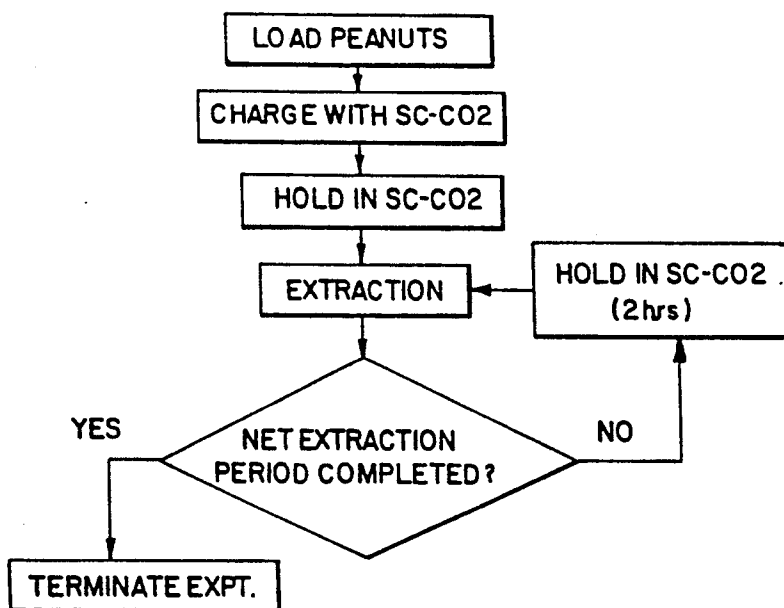 LOAD PEANUTS
CHARGE WITH SC-CO2
HOLD IN SC-CO2
EXTRACTION
HOLD IN SC-CO2
(2hrs)
NET EXTRACTION
PERIOD COMPLETED?
YES
NO
TERMINATE EXPT.